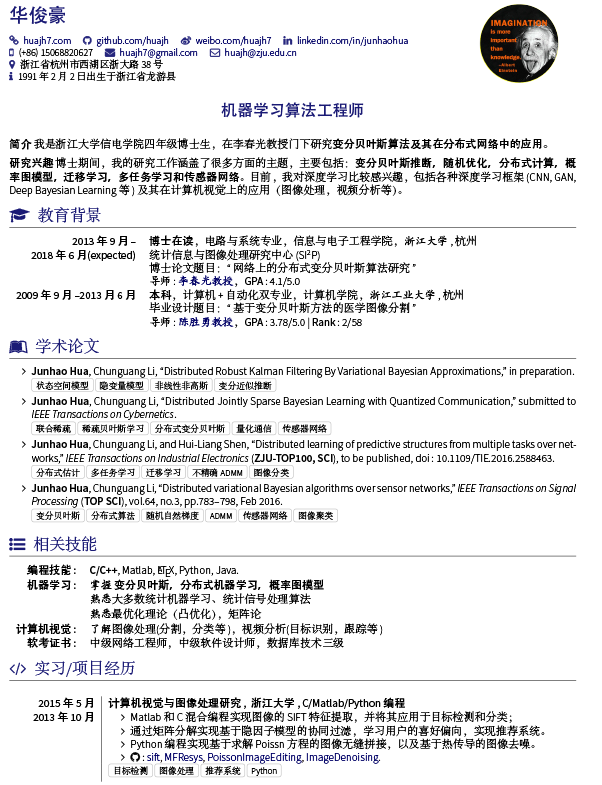 华俊豪
huajh7.com github.com/huajh weibo.com/huajh7 linkedin.com/in/junhaohua
(+86) 15068820627 huajh7@gmail.com huajh@zju.edu.cn
浙江省杭州市西湖区浙大路 38 号
1991 年 2 月 2 日出生于浙江省龙游县
IMAGINATION
is more
important
than
knowledge.
~Albert
Einstein
机器学习算法工程师
简介 我是浙江大学信电学院四年级博士生，在李春光教授门下研究变分贝叶斯算法及其在分布式网络中的应用。
研究兴趣 博士期间，我的研究工作涵盖了很多方面的主题，主要包括：变分贝叶斯推断，随机优化，分布式计算，概
率图模型，迁移学习，多任务学习和传感器网络。目前，我对深度学习比较感兴趣，包括各种深度学习框架 (CNN, GAN,
Deep Bayesian Learning 等 ) 及其在计算机视觉上的应用（图像处理，视频分析等）。
教育背景
2013 年 9 月 – 博士在读，电路与系统专业，信息与电子工程学院，浙江大学 , 杭州
2018 年 6 月(expected) 统计信息与图像处理研究中心 (SI²P)
博士论文题目：“ 网络上的分布式变分贝叶斯算法研究 ”
导师 : 李春光教授，GPA : 4.1/5.0
2009 年 9 月 –2013 月 6 月 本科，计算机 + 自动化双专业，计算机学院，浙江工业大学 , 杭州
毕业设计题目：“ 基于变分贝叶斯方法的医学图像分割 ”
导师 : 陈胜勇教授，GPA : 3.78/5.0 | Rank : 2/58
学术论文
Junhao Hua, Chunguang Li, “Distributed Robust Kalman Filtering By Variational Bayesian Approximations,” in preparation.
状态空间模型 隐变量模型 非线性非高斯 变分近似推断
Junhao Hua, Chunguang Li, “Distributed Jointly Sparse Bayesian Learning with Quantized Communication,” submitted to
IEEE Transactions on Cybernetics.
联合稀疏 稀疏贝叶斯学习 分布式变分贝叶斯 量化通信 传感器网络
Junhao Hua, Chunguang Li, and Hui-Liang Shen, “Distributed learning of predictive structures from multiple tasks over net-
works,” IEEE Transactions on Industrial Electronics (ZJU-TOP100, SCI), to be published, doi : 10.1109/TIE.2016.2588463.
分布式估计 多任务学习 迁移学习 不精确 ADMM 图像分类
Junhao Hua, Chunguang Li, “Distributed variational Bayesian algorithms over sensor networks,” IEEE Transactions on Signal
Processing (TOP SCI), vol.64, no.3, pp.783–798, Feb 2016.
变分贝叶斯 分布式算法 随机自然梯度 ADMM 传感器网络 图像聚类
相关技能
编程技能： C/C++, Matlab, LATEX, Python, Java.
机器学习： 掌握 变分贝叶斯，分布式机器学习，概率图模型
熟悉大多数统计机器学习、统计信号处理算法
熟悉最优化理论（凸优化），矩阵论
计算机视觉： 了解图像处理(分割，分类等)，视频分析(目标识别，跟踪等)
软考证书： 中级网络工程师，中级软件设计师，数据库技术三级
实习/项目经历
2015 年 5 月 计算机视觉与图像处理研究 , 浙江大学 , C/Matlab/Python 编程
2013 年 10 月 Matlab 和 C 混合编程实现图像的 SIFT 特征提取，并将其应用于目标检测和分类；
通过矩阵分解实现基于隐因子模型的协同过滤，学习用户的喜好偏向，实现推荐系统。
Python 编程实现基于求解 Poissn 方程的图像无缝拼接，以及基于热传导的图像去噪。
: sift, MFResys, PoissonImageEditing, ImageDenoising.
目标检测 图像处理 推荐系统 Python